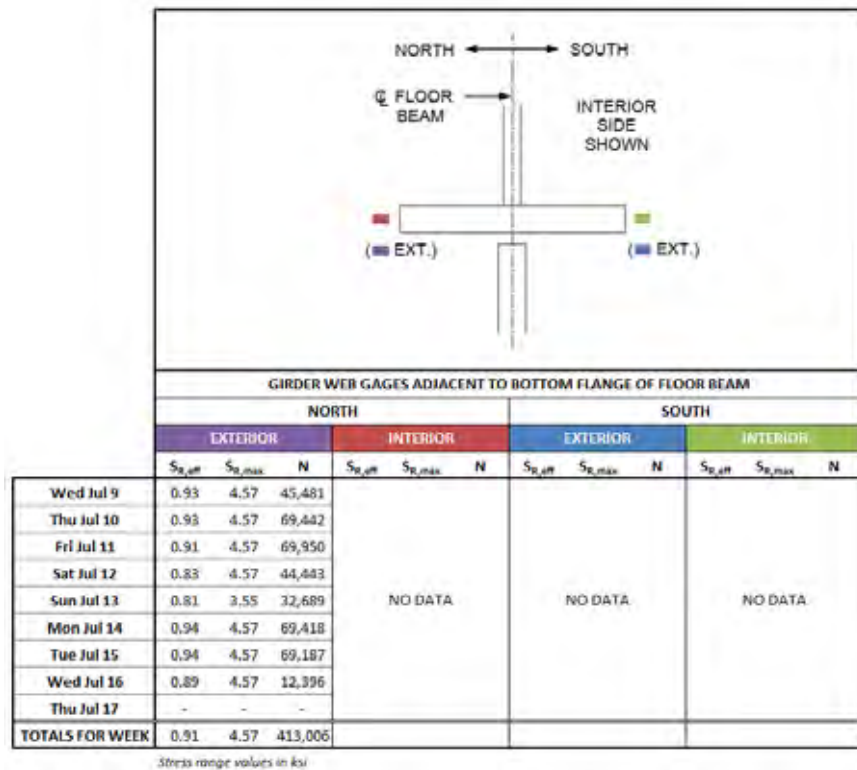 NORTH SOUTH
℄ FLOOR BEAM
INTERIOR SIDE SHOWN
( EXT.) ( EXT.)
GIRDER WEB GAGES ADJACENT TO BOTTOM FLANGE OF FLOOR BEAM
NORTH SOUTH
EXTERIOR INTERIOR EXTERIOR INTERIOR
SR,eff SR,max N SR,eff SR,max N SR,eff SR,max N SR,eff SR,max N
Wed Jul 9 0.93 4.57 45,481
Thu Jul 10 0.93 4.57 69,442
Fri Jul 11 0.91 4.57 69,950
Sat Jul 12 0.83 4.57 44,443
Sun Jul 13 0.81 3.55 32,689 NO DATA NO DATA NO DATA
Mon Jul 14 0.94 4.57 69,418
Tue Jul 15 0.94 4.57 69,187
Wed Jul 16 0.89 4.57 12,396
Thu Jul 17 - - -
TOTALS FOR WEEK 0.91 4.57 413,006
Stress range values in ksi